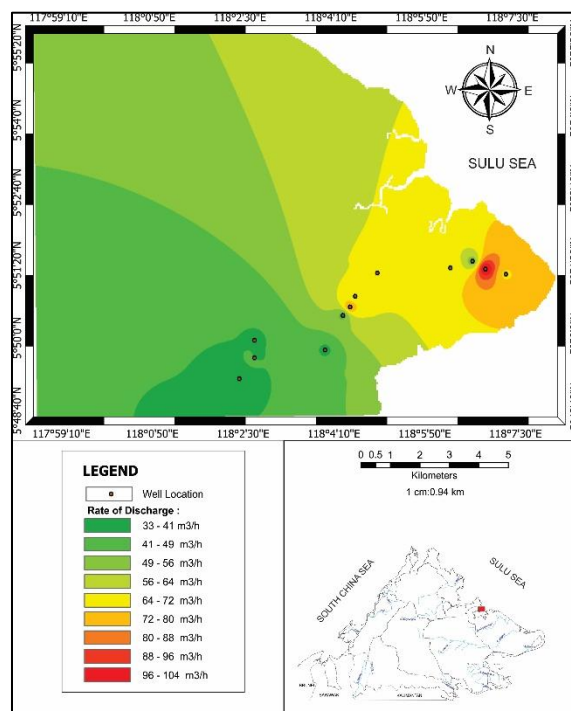 117°59'10"E 118°0'50"E 118°2'30"E 118°4'10"E 118°5'50"E 118°7'30"E
5°55'20"N
5°54'0"N
5°52'40"N
5°51'20"N
5°50'0"N
5°48'40"N
N
W E
S
SULU SEA
117°59'10"E 118°0'50"E 118°2'30"E 118°4'10"E 118°5'50"E 118°7'30"E
LEGEND
Well Location
Rate of Discharge :
33 - 41 m3/h
41 - 49 m3/h
49 - 56 m3/h
56 - 64 m3/h
64 - 72 m3/h
72 - 80 m3/h
80 - 88 m3/h
88 - 96 m3/h
96 - 104 m3/h
0 0.5 1 2 3 4 5
Kilometers
1 cm:0.94 km
SOUTH CHINA SEA
SULU SEA
SARAWAK
KALIMANTAN